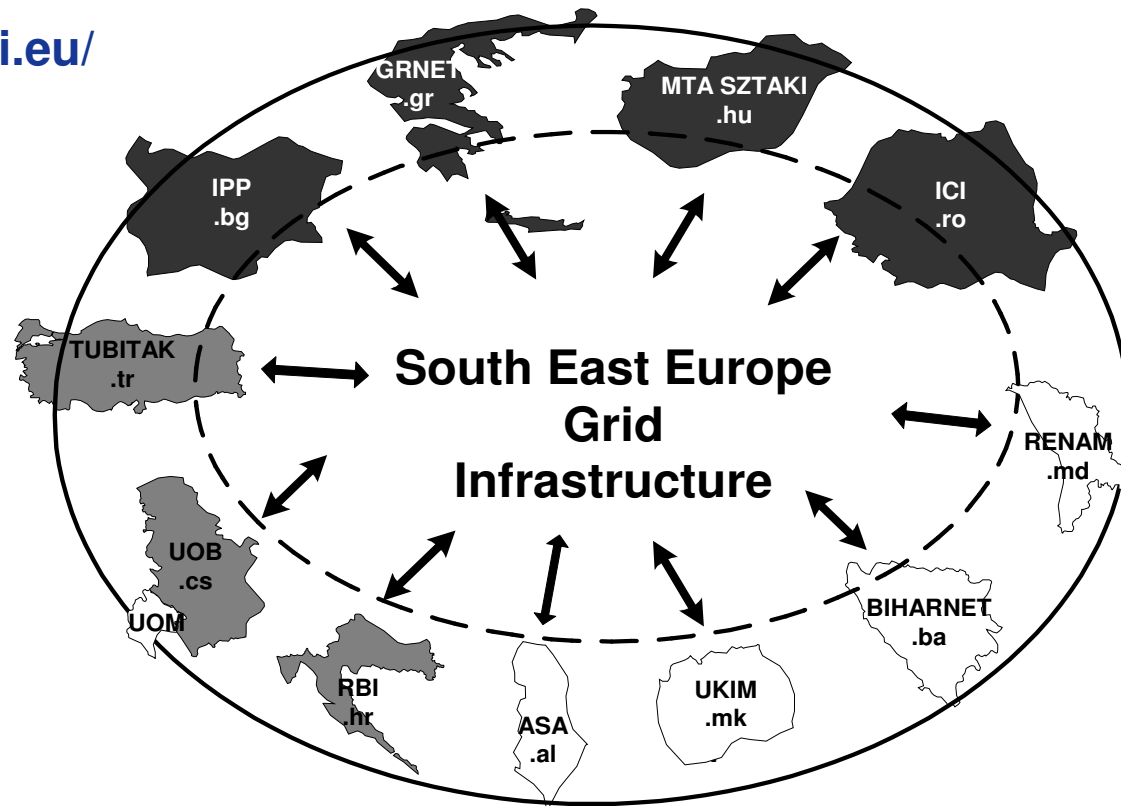 i.eu/
GRNET
.gr
MTA SZTAKI
.hu
IPP
.bg
ICI
.ro
TUBITAK
.tr
South East Europe
Grid
Infrastructure
RENAM
.md
UOB
.cs
UOM
BIHARNET
.ba
RBI
.hr
ASA
.al
UKIM
.mk